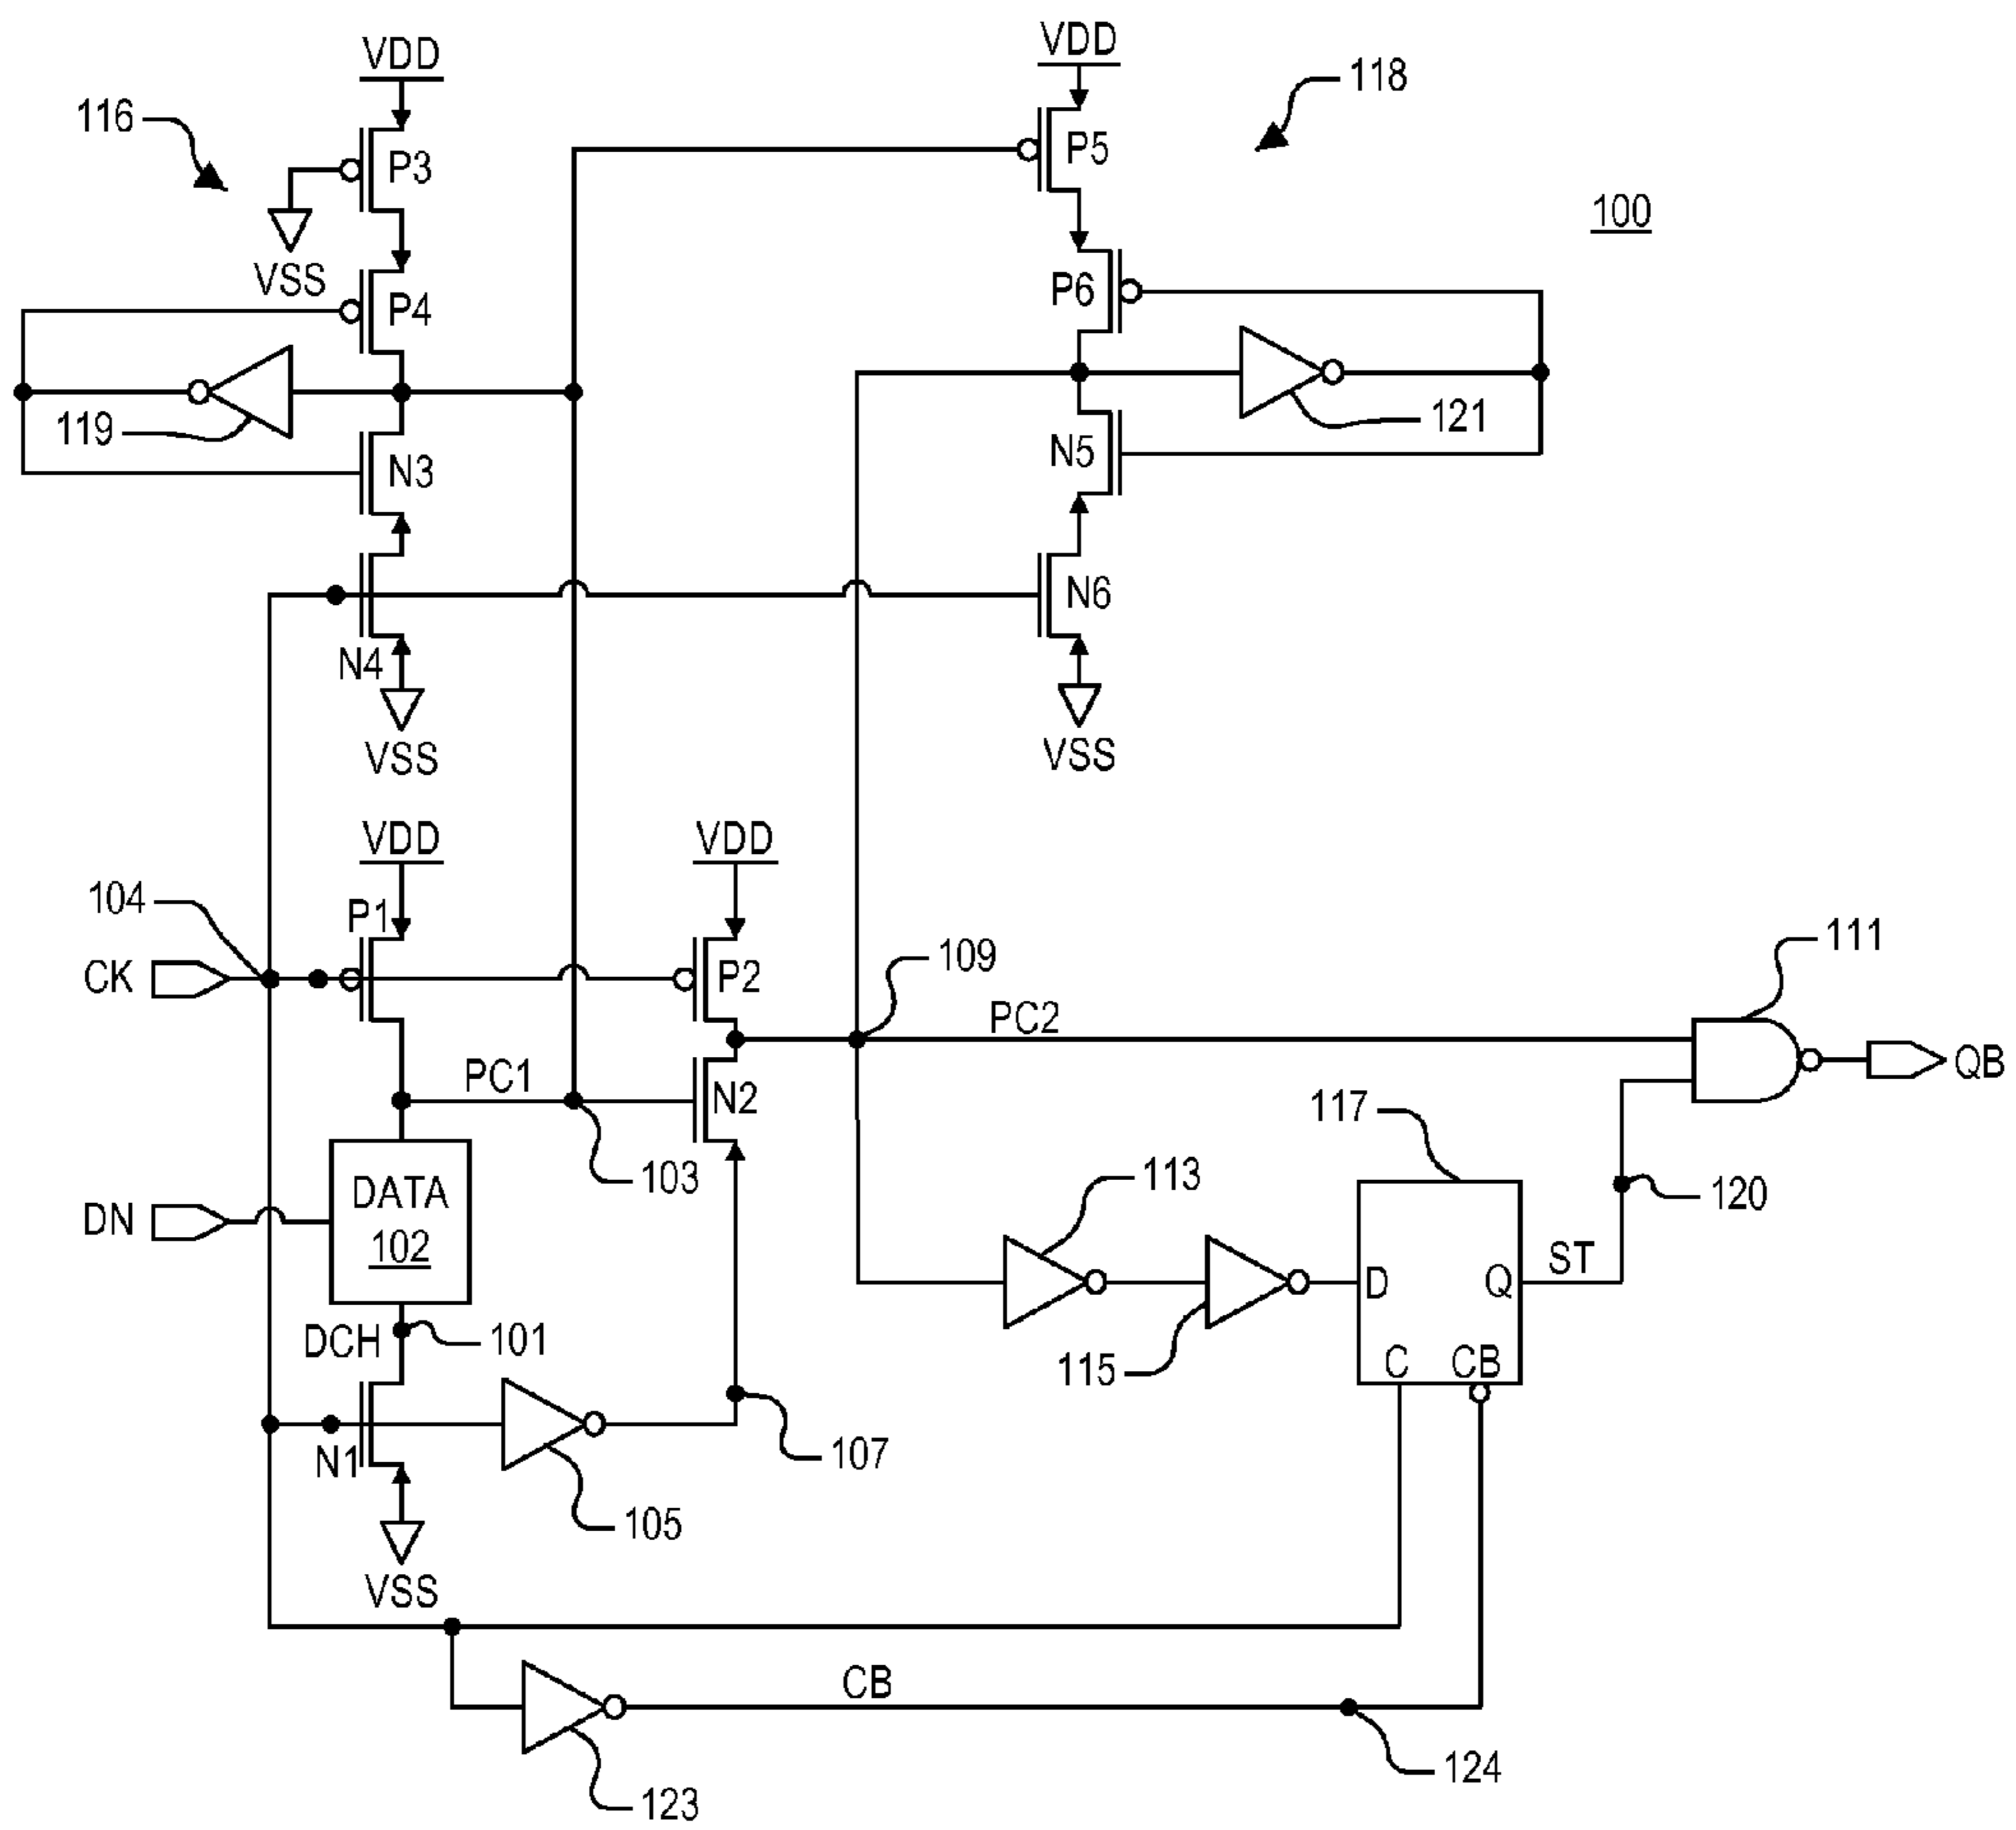 VDD
VDD
118
116
P3
P5
100
VSS
P4
P6
119
121
N3
N5
N4
N6
VSS
VSS
VDD
VDD
104
P1
111
CK
P2
109
PC2
QB
PC1
N2
117
103
113
DN
DATA
102
120
ST
D
Q
DCH
101
115
C
CB
N1
107
105
VSS
CB
124
123